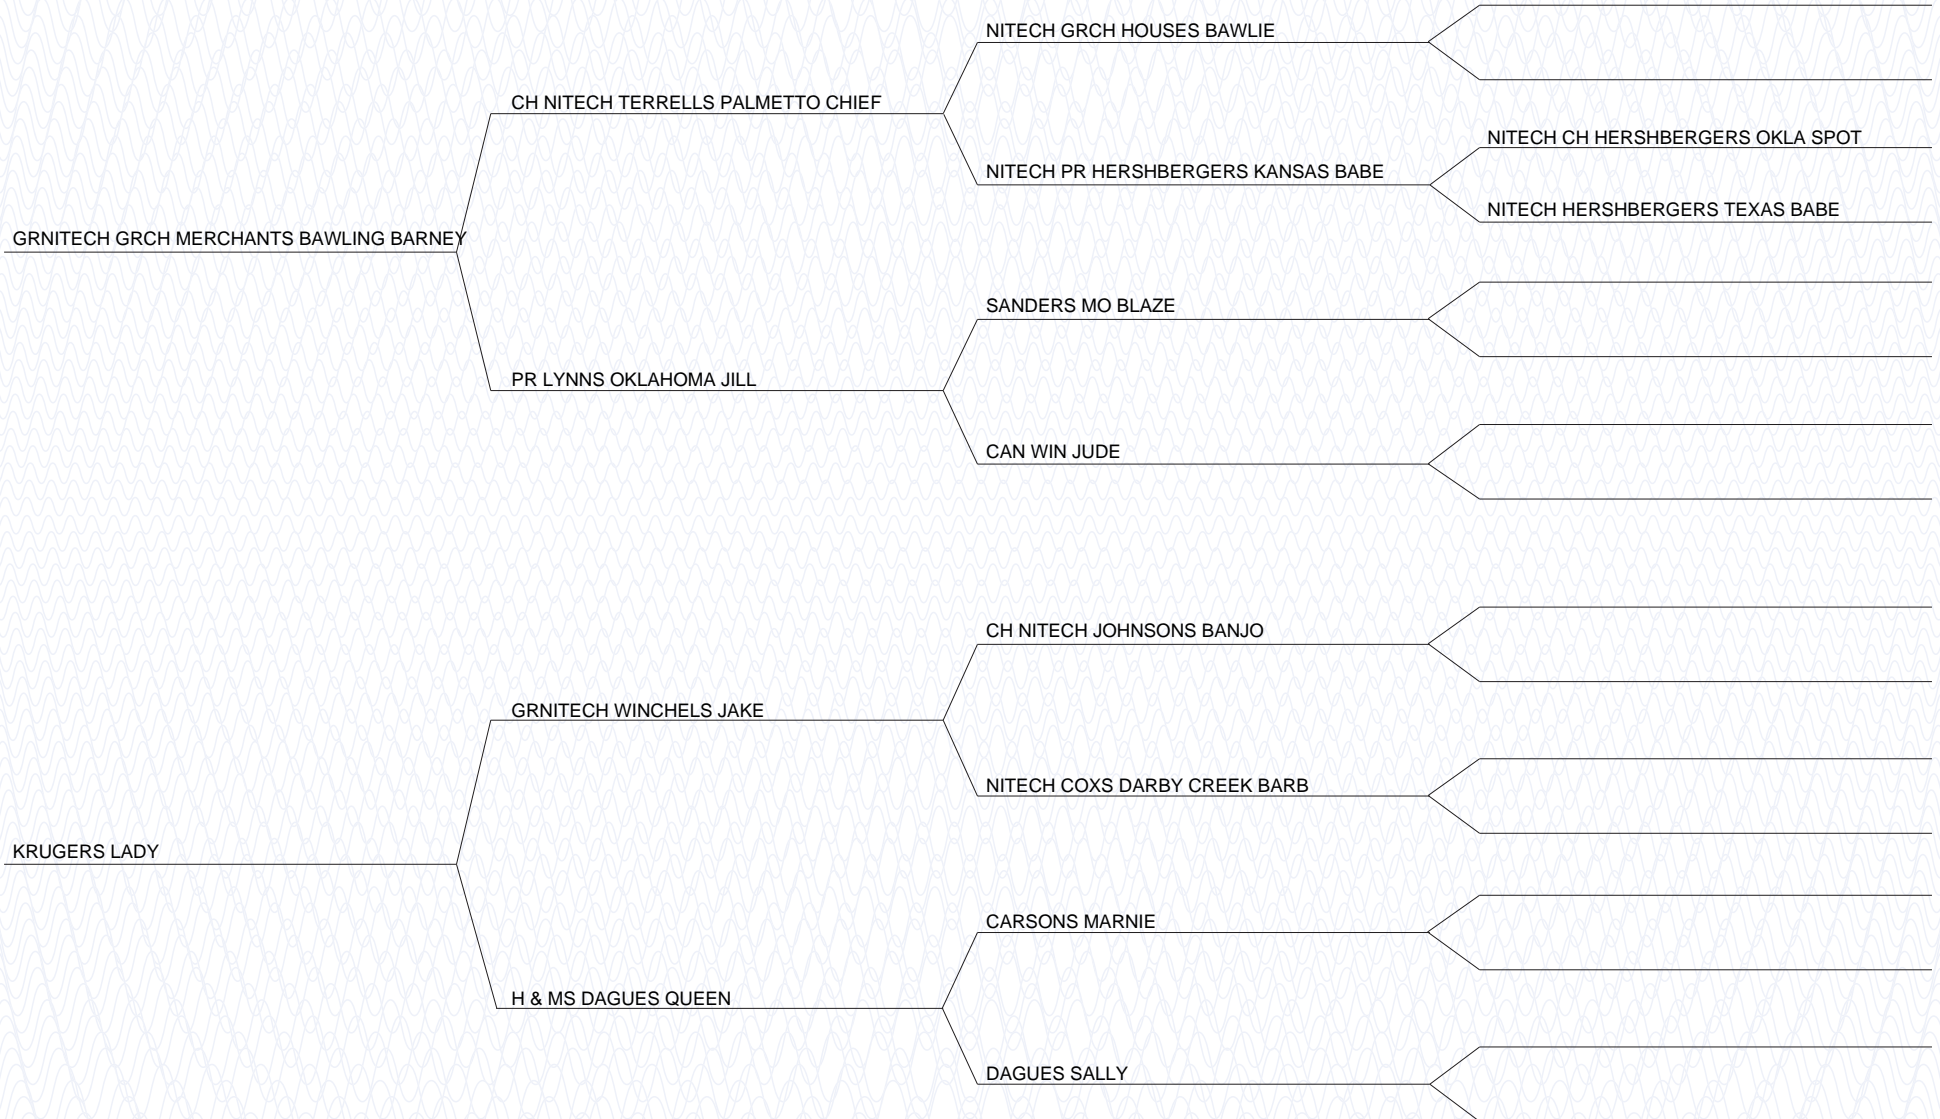 NITECH GRCH HOUSES BAWLIE
CH NITECH TERRELLS PALMETTO CHIEF
NITECH CH HERSHBERGERS OKLA SPOT
NITECH PR HERSHBERGERS KANSAS BABE
NITECH HERSHBERGERS TEXAS BABE
GRNITECH GRCH MERCHANTS BAWLING BARNEY
SANDERS MO BLAZE
PR LYNNS OKLAHOMA JILL
CAN WIN JUDE
CH NITECH JOHNSONS BANJO
GRNITECH WINCHELS JAKE
NITECH COXS DARBY CREEK BARB
KRUGERS LADY
CARSONS MARNIE
H & MS DAGUES QUEEN
DAGUES SALLY